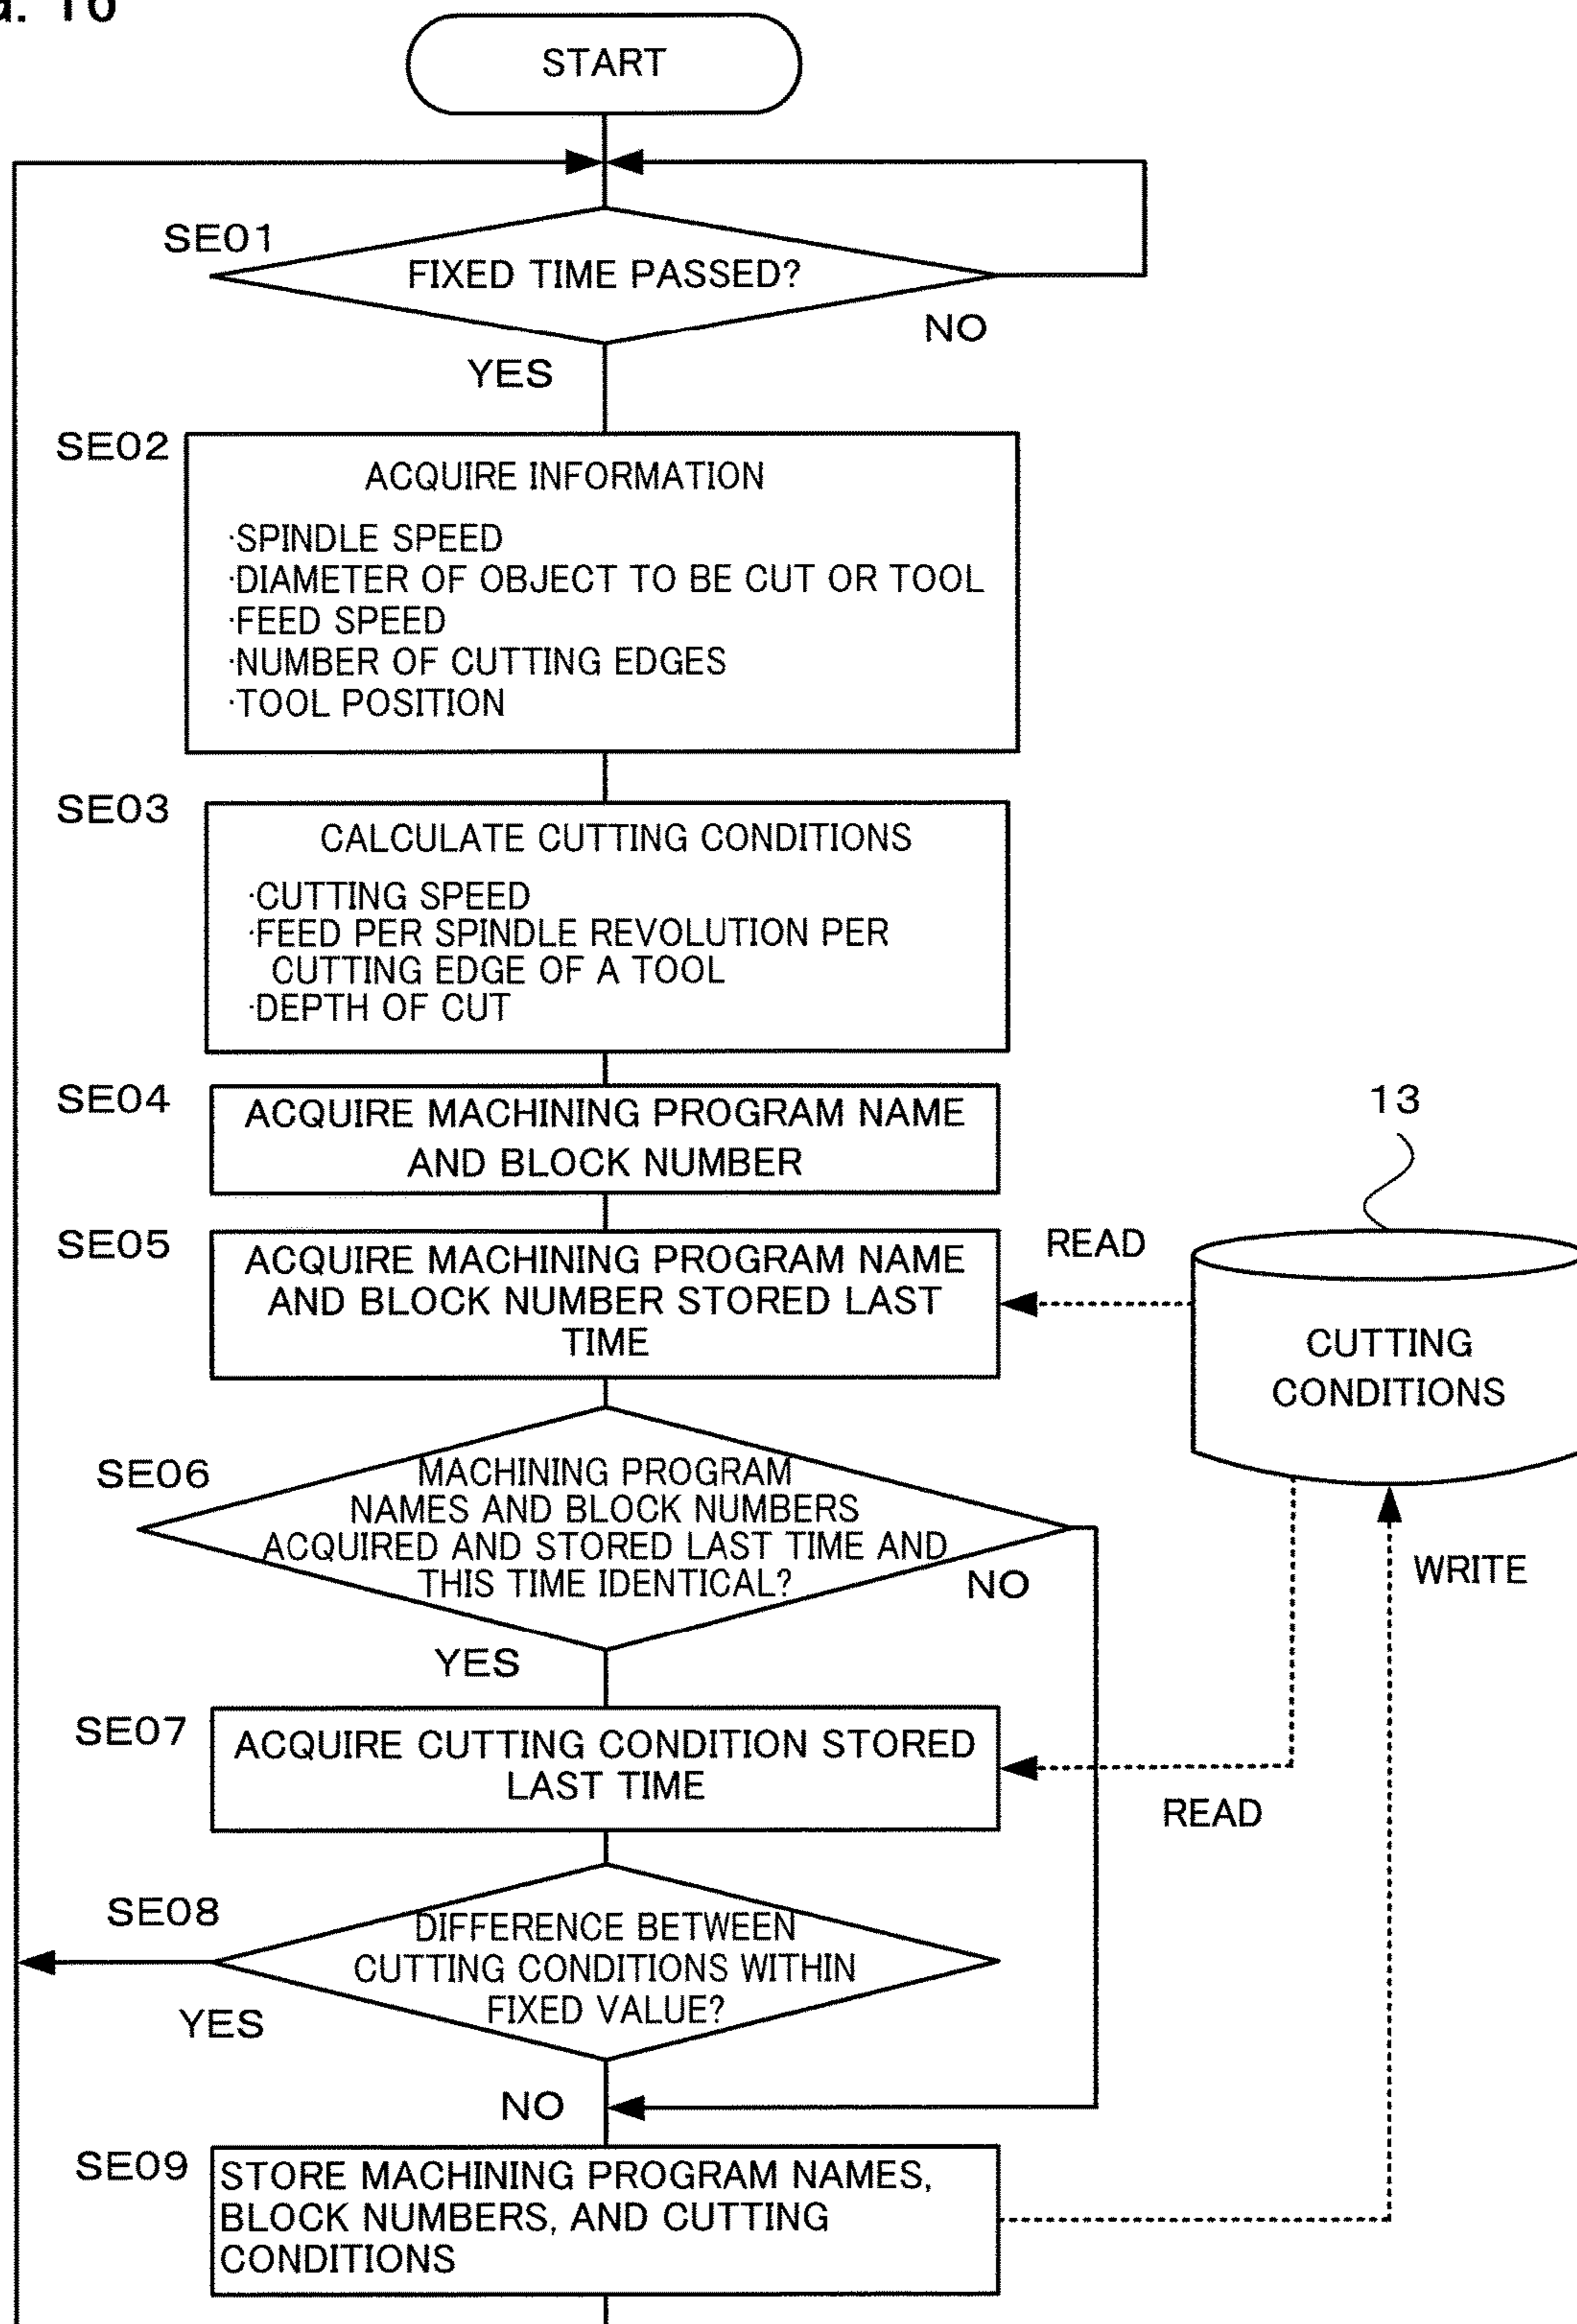 START
SE01
FIXED TIME PASSED?
NO
YES
SE02
ACQUIRE INFORMATION
·SPINDLE SPEED
·DIAMETER OF OBJECT TO BE CUT OR TOOL
·FEED SPEED
·NUMBER OF CUTTING EDGES
·TOOL POSITION
SE03
CALCULATE CUTTING CONDITIONS
·CUTTING SPEED
·FEED PER SPINDLE REVOLUTION PER
CUTTING EDGE OF A TOOL
·DEPTH OF CUT
SE04
ACQUIRE MACHINING PROGRAM NAME
AND BLOCK NUMBER
13
SE05
ACQUIRE MACHINING PROGRAM NAME
AND BLOCK NUMBER STORED LAST
TIME
READ
CUTTING
CONDITIONS
SE06
MACHINING PROGRAM
NAMES AND BLOCK NUMBERS
ACQUIRED AND STORED LAST TIME AND
THIS TIME IDENTICAL?
NO
WRITE
YES
SE07
ACQUIRE CUTTING CONDITION STORED
LAST TIME
READ
SE08
DIFFERENCE BETWEEN
CUTTING CONDITIONS WITHIN
FIXED VALUE?
YES
NO
SE09
STORE MACHINING PROGRAM NAMES,
BLOCK NUMBERS, AND CUTTING
CONDITIONS